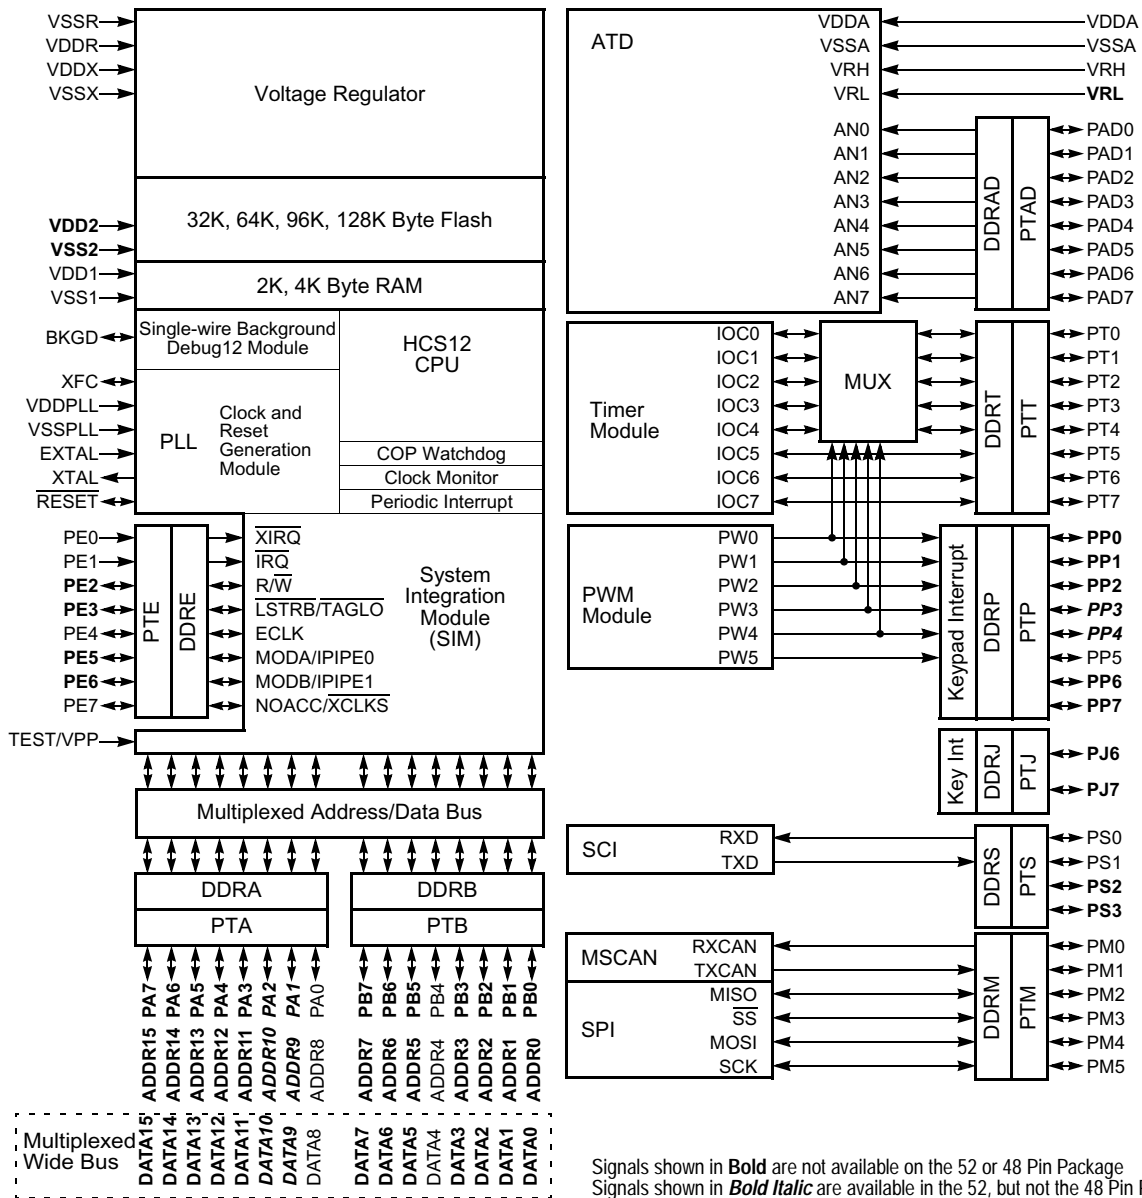 VSSR
VDDR
VDDX
VSSX
Voltage Regulator
VDD2
VSS2
32K, 64K, 96K, 128K Byte Flash
VDD1
VSS1
2K, 4K Byte RAM
BKGD
Single-wire Background
Debug12 Module
HCS12
CPU
XFC
VDDPLL
VSSPLL
EXTAL
XTAL
RESET
PLL
Clock and
Reset
Generation
Module
COP Watchdog
Clock Monitor
Periodic Interrupt
PE0
PE1
PE2
PE3
PE4
PE5
PE6
PE7
PTE
DDRE
XIRQ
IRQ
R/W
LSTRB/TAGLO
ECLK
MODA/IPIPE0
MODB/IPIPE1
NOACC/XCLKS
System
Integration
Module
(SIM)
TEST/VPP
Multiplexed Address/Data Bus
DDRA
DDRB
PTA
PTB
PA7 PA6 PA5 PA4 PA3 PA2 PA1 PA0 PB7 PB6 PB5 PB4 PB3 PB2 PB1 PB0
ADDR15 ADDR14 ADDR13 ADDR12 ADDR11 ADDR10 ADDR9 ADDR8 ADDR7 ADDR6 ADDR5 ADDR4 ADDR3 ADDR2 ADDR1 ADDR0
Multiplexed
Wide Bus
DATA15 DATA14 DATA13 DATA12 DATA11 DATA10 DATA9 DATA8 DATA7 DATA6 DATA5 DATA4 DATA3 DATA2 DATA1 DATA0
ATD
VDDA VDDA
VSSA VSSA
VRH VRH
VRL VRL
AN0
AN1
AN2
AN3
AN4
AN5
AN6
AN7
DDRAD
PTAD
PAD0
PAD1
PAD2
PAD3
PAD4
PAD5
PAD6
PAD7
Timer
Module
IOC0
IOC1
IOC2
IOC3
IOC4
IOC5
IOC6
IOC7
MUX
DDRT
PTT
PT0
PT1
PT2
PT3
PT4
PT5
PT6
PT7
PWM
Module
PW0
PW1
PW2
PW3
PW4
PW5
Keypad Interrupt
DDRP
PTP
PP0
PP1
PP2
PP3
PP4
PP5
PP6
PP7
Key Int
DDRJ
PTJ
PJ6
PJ7
SCI
RXD
TXD
DDRS
PTS
PS0
PS1
PS2
PS3
MSCAN
RXCAN
TXCAN
SPI
MISO
SS
MOSI
SCK
DDRM
PTM
PM0
PM1
PM2
PM3
PM4
PM5
Signals shown in Bold are not available on the 52 or 48 Pin Package
Signals shown in Bold Italic are available in the 52, but not the 48 Pin